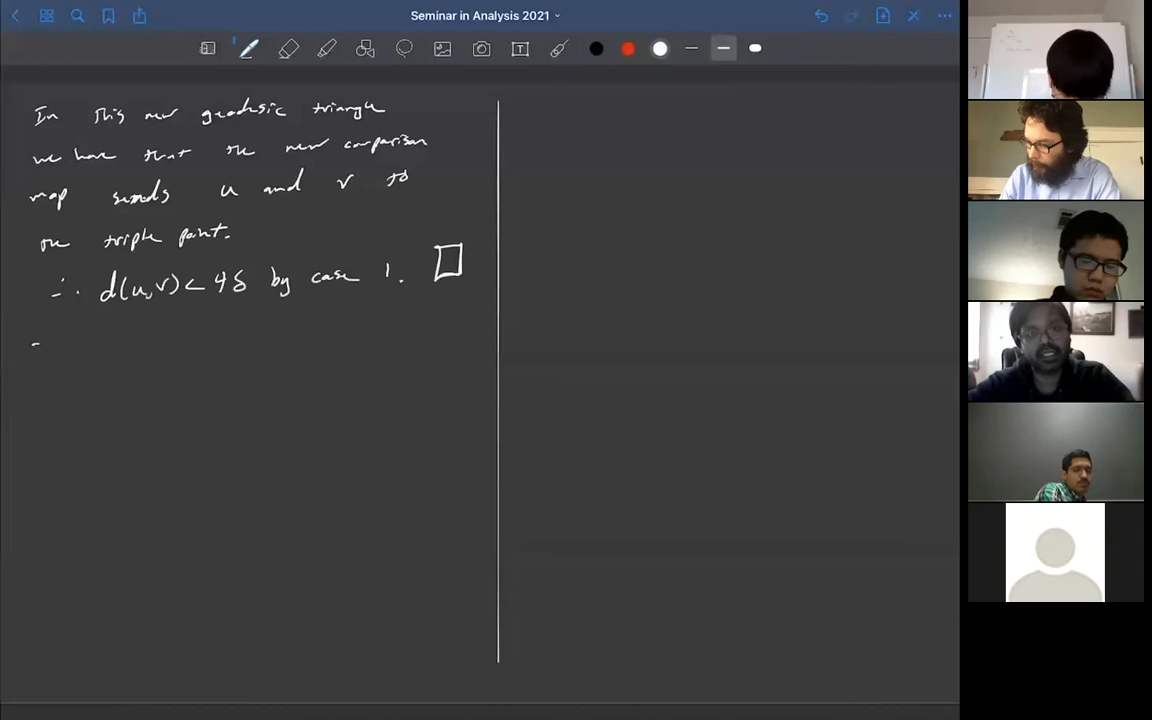 Seminar in Analysis 2021
In this new geodesic triangle
we have that the new comparison
map sends u and v to
the triple point.
∴ d(u,v) < 4δ by case 1. □